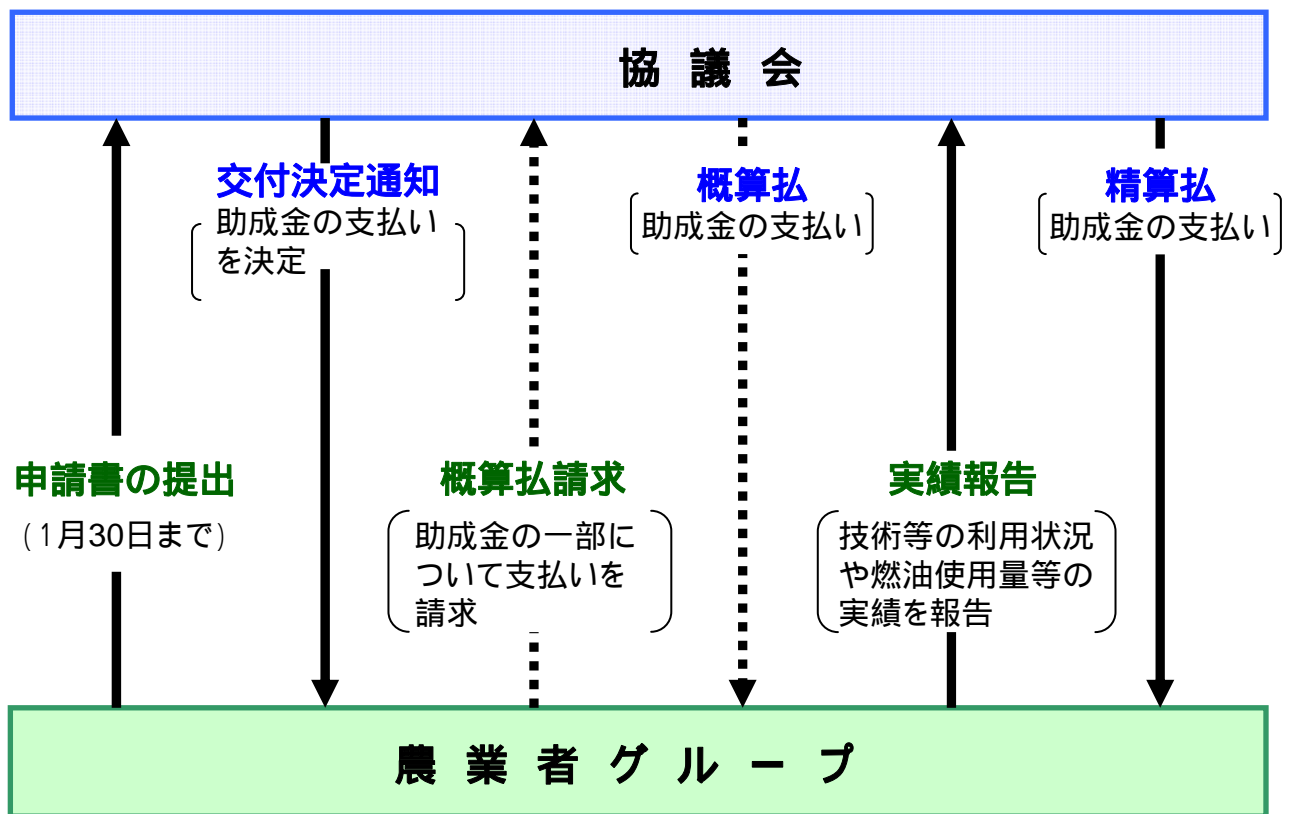 協議会
申請書の提出
(1月30日まで)
交付決定通知
助成金の支払い
を決定
概算払請求
助成金の一部に
ついて支払いを
請求
概算払
助成金の支払い
実績報告
技術等の利用状況
や燃油使用量等の
実績を報告
精算払
助成金の支払い
農業者グループ